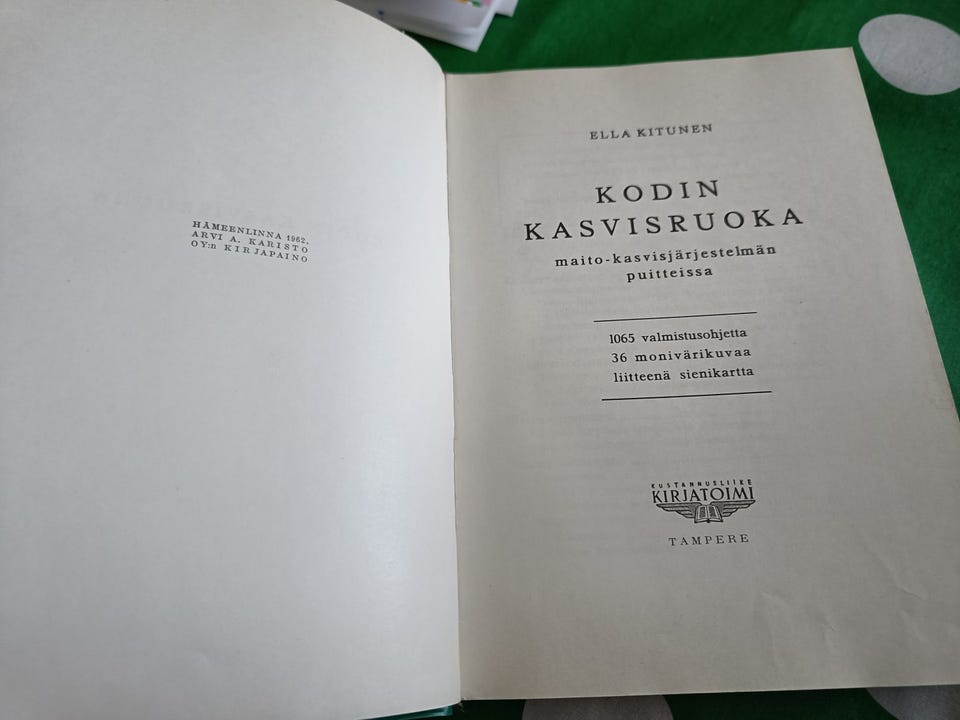 HÄMEENLINNA 1962,
ARVI A. KARISTO
OY:n KIRJAPAINO
ELLA KITUNEN
KODIN
KASVISRUOKA
maito-kasvisjärjestelmän
puitteissa
1065 valmistusohjetta
36 monivärikuvaa
liitteenä sienikartta
KUSTANNUSLIIKE
KIRJATOIMI
TAMPERE